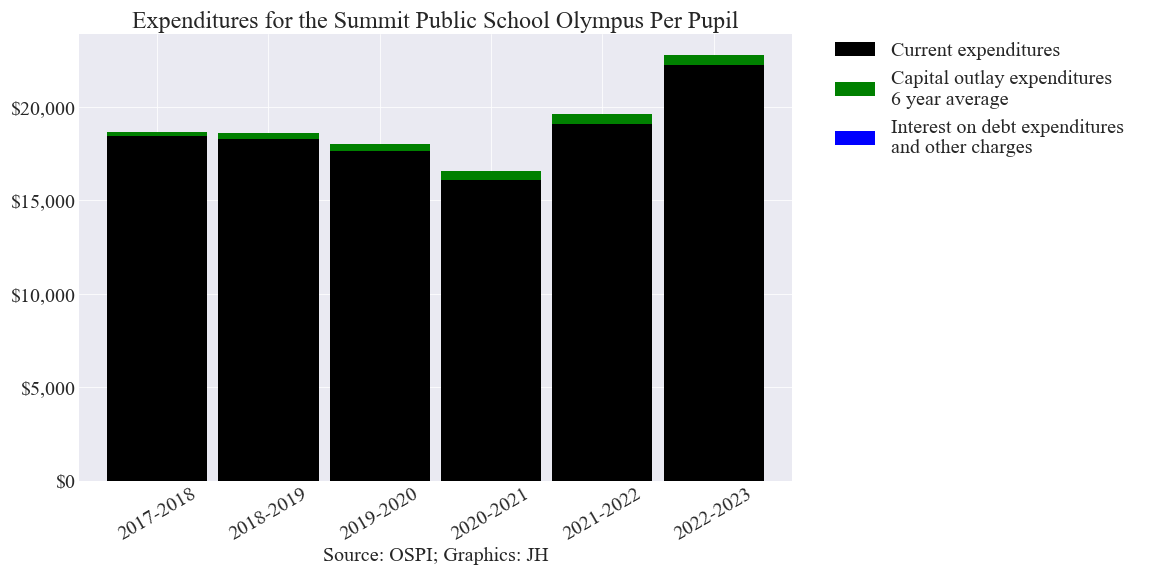 Expenditures for the Summit Public School Olympus Per Pupil
Current expenditures
Capital outlay expenditures
6 year average
Interest on debt expenditures
and other charges
$20,000
$15,000
$10,000
$5,000
$0
2017-2018
2018-2019
2019-2020
2020-2021
2021-2022
2022-2023
Source: OSPI; Graphics: JH